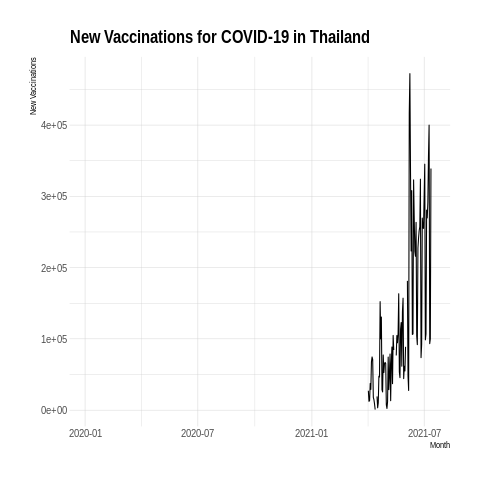 New Vaccinations for COVID-19 in Thailand
New Vaccinations
4e+05
3e+05
2e+05
1e+05
0e+00
2020-01 2020-07 2021-01 2021-07
Month